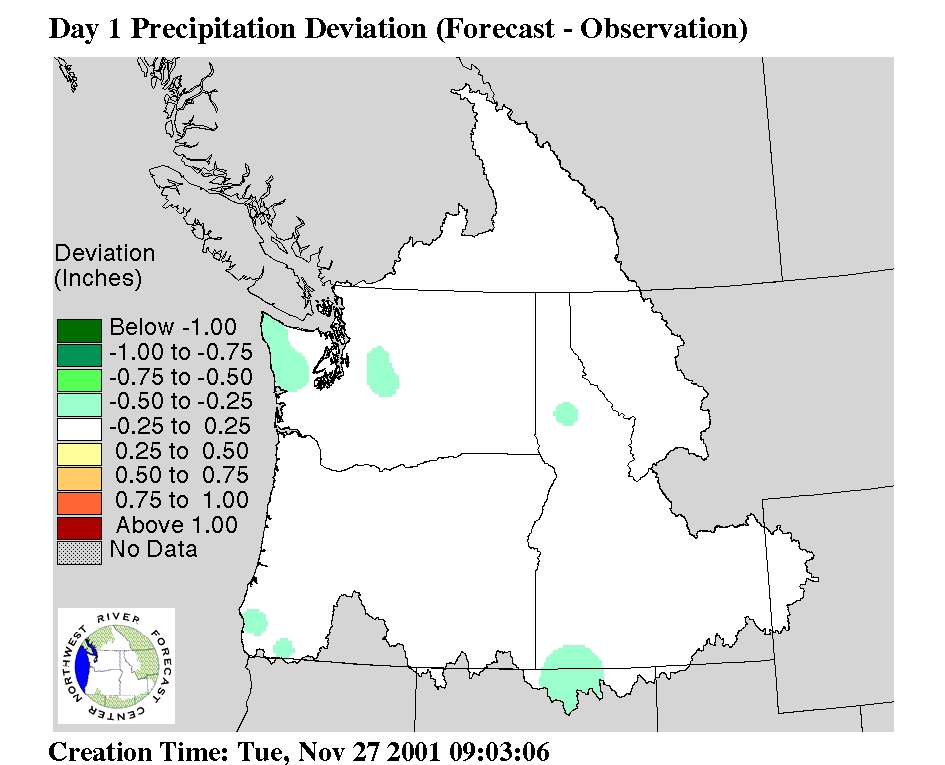 Day 1 Precipitation Deviation (Forecast - Observation)
Deviation
(Inches)
Below -1.00
-1.00 to -0.75
-0.75 to -0.50
-0.50 to -0.25
-0.25 to 0.25
0.25 to 0.50
0.50 to 0.75
0.75 to 1.00
Above 1.00
No Data
NORTHWEST RIVER FORECAST CENTER
Creation Time: Tue, Nov 27 2001 09:03:06